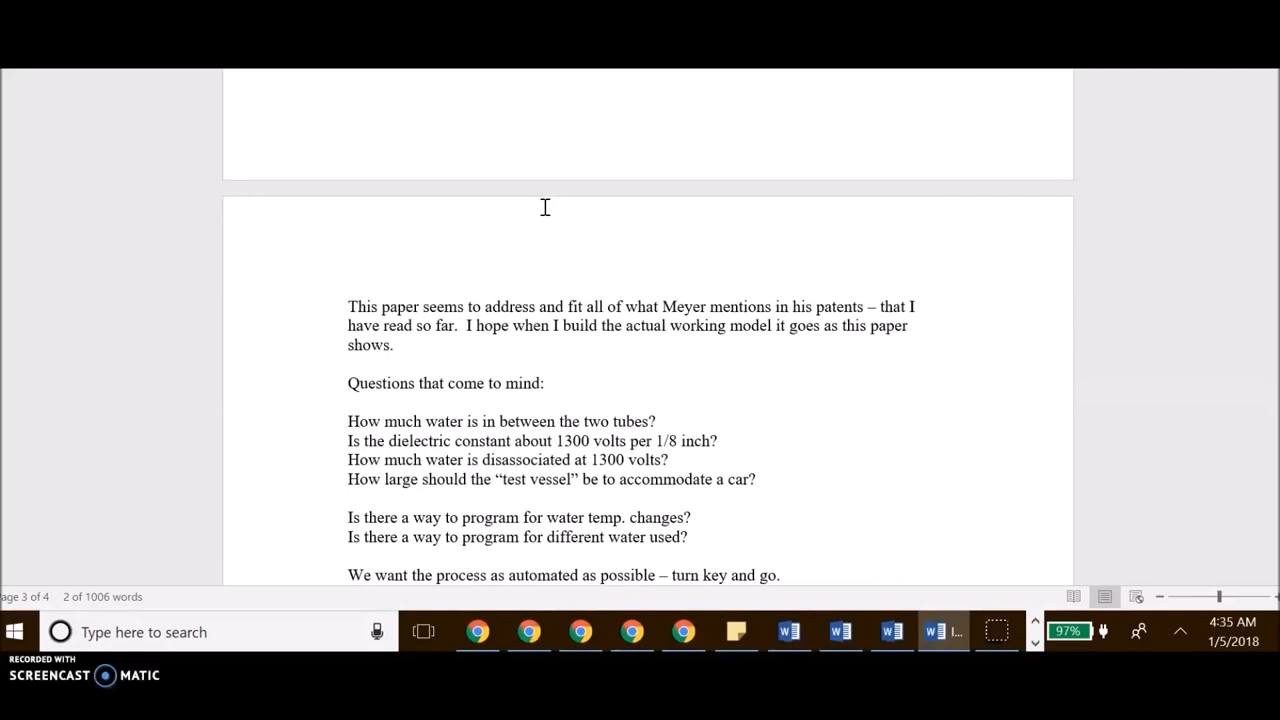 This paper seems to address and fit all of what Meyer mentions in his patents – that I
have read so far.  I hope when I build the actual working model it goes as this paper
shows.
Questions that come to mind:
How much water is in between the two tubes?
Is the dielectric constant about 1300 volts per 1/8 inch?
How much water is disassociated at 1300 volts?
How large should the “test vessel” be to accommodate a car?
Is there a way to program for water temp. changes?
Is there a way to program for different water used?
We want the process as automated as possible – turn key and go.
age 3 of 4
2 of 1006 words
Type here to search
I...
97%
4:35 AM
1/5/2018
RECORDED WITH
SCREENCAST MATIC